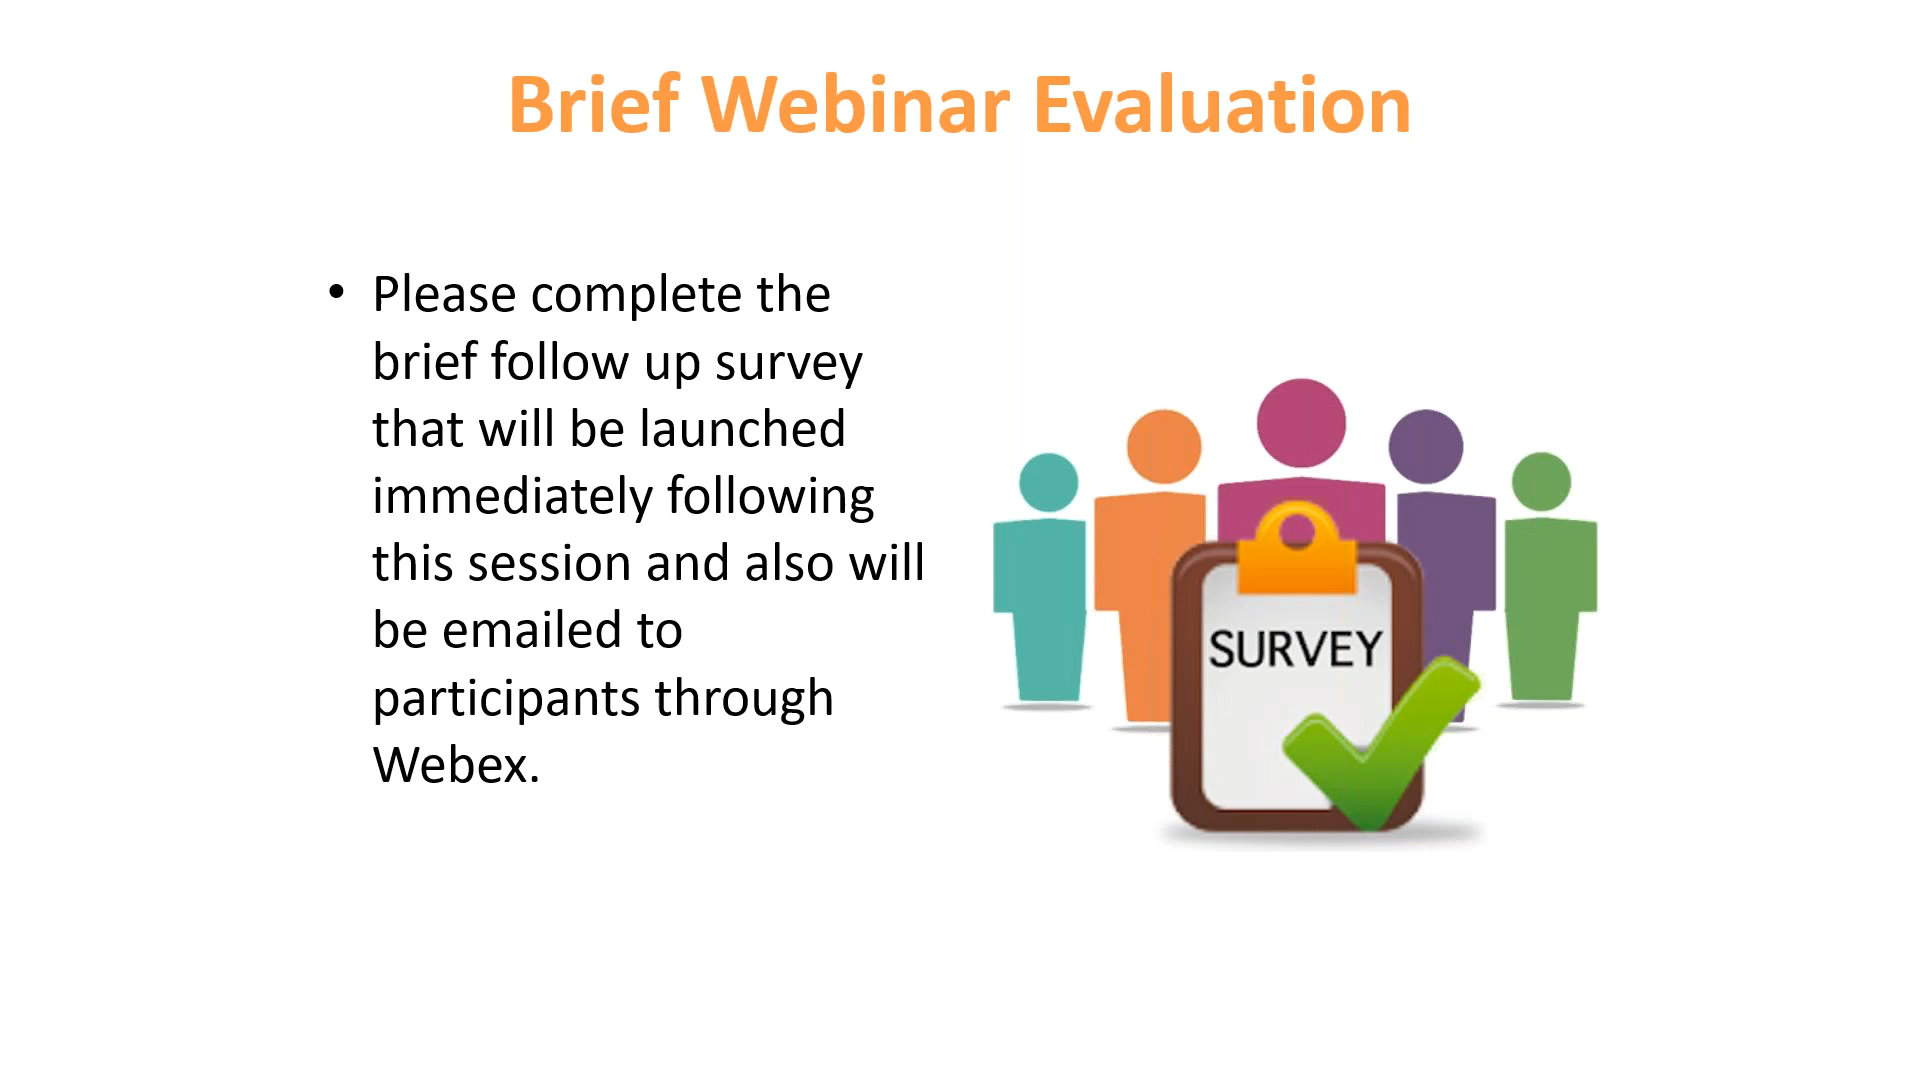 Brief Webinar Evaluation
• Please complete the
brief follow up survey
that will be launched
immediately following
this session and also will
be emailed to
participants through
Webex.
SURVEY